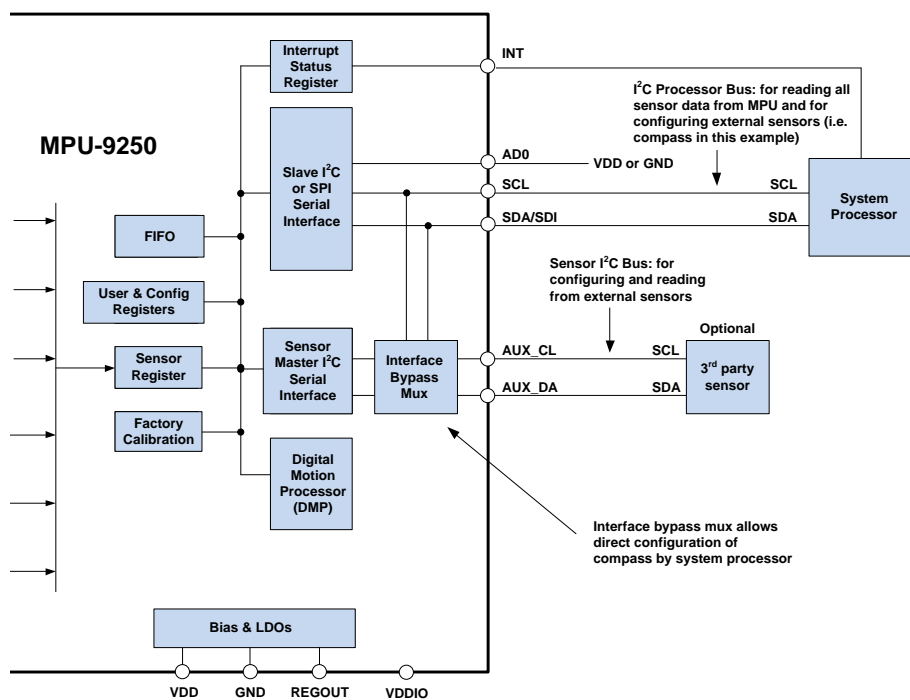 MPU-9250
Interrupt
Status
Register
Slave I²C
or SPI
Serial
Interface
FIFO
User & Config
Registers
Sensor
Register
Factory
Calibration
Sensor
Master I²C
Serial
Interface
Interface
Bypass
Mux
Digital
Motion
Processor
(DMP)
Bias & LDOs
VDD
GND
REGOUT
VDDIO
INT
AD0
VDD or GND
SCL
SCL
SDA/SDI
SDA
I²C Processor Bus: for reading all
sensor data from MPU and for
configuring external sensors (i.e.
compass in this example)
System
Processor
Sensor I²C Bus: for
configuring and reading
from external sensors
AUX_CL
SCL
AUX_DA
SDA
Optional
3rd party
sensor
Interface bypass mux allows
direct configuration of
compass by system processor